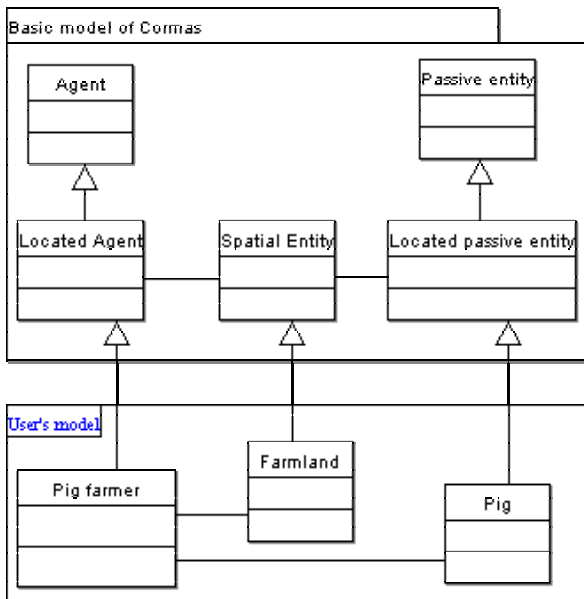 Basic model of Cormas
Agent
Passive entity
Located Agent
Spatial Entity
Located passive entity
User's model
Farmland
Pig farmer
Pig